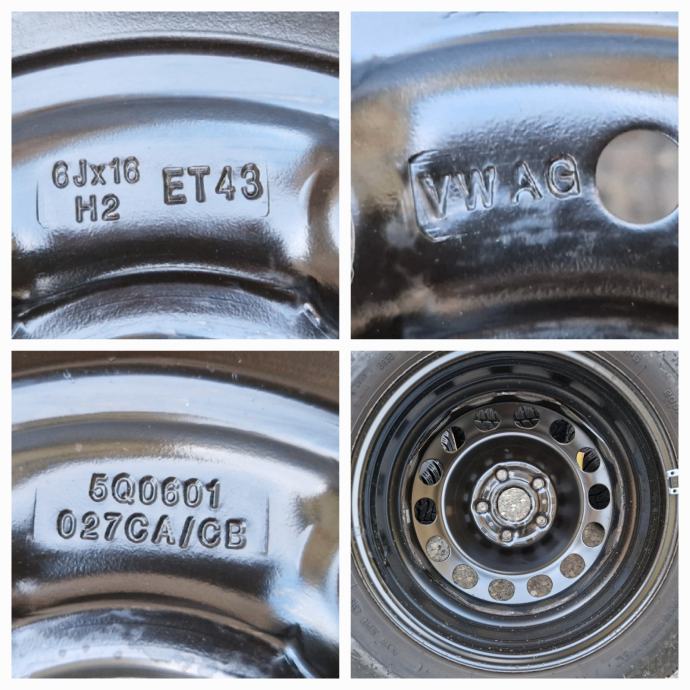 6Jx16
H2
ET43
VW AG
5Q0601
027CA/CB